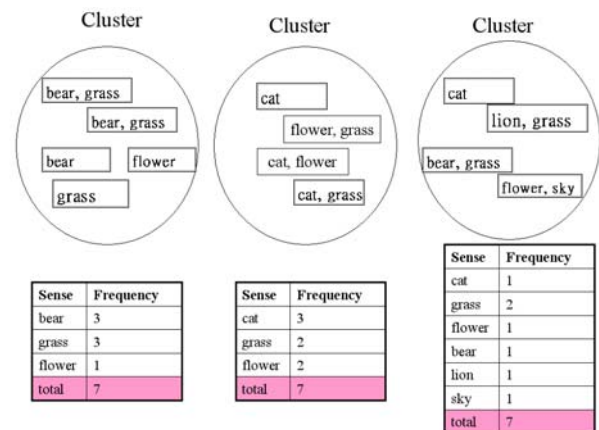 Cluster
bear, grass
bear, grass
bear
flower
grass
Sense Frequency
bear 3
grass 3
flower 1
total 7
Cluster
cat
flower, grass
cat, flower
cat, grass
Sense Frequency
cat 3
grass 2
flower 2
total 7
Cluster
cat
lion, grass
bear, grass
flower, sky
Sense Frequency
cat 1
grass 2
flower 1
bear 1
lion 1
sky 1
total 7